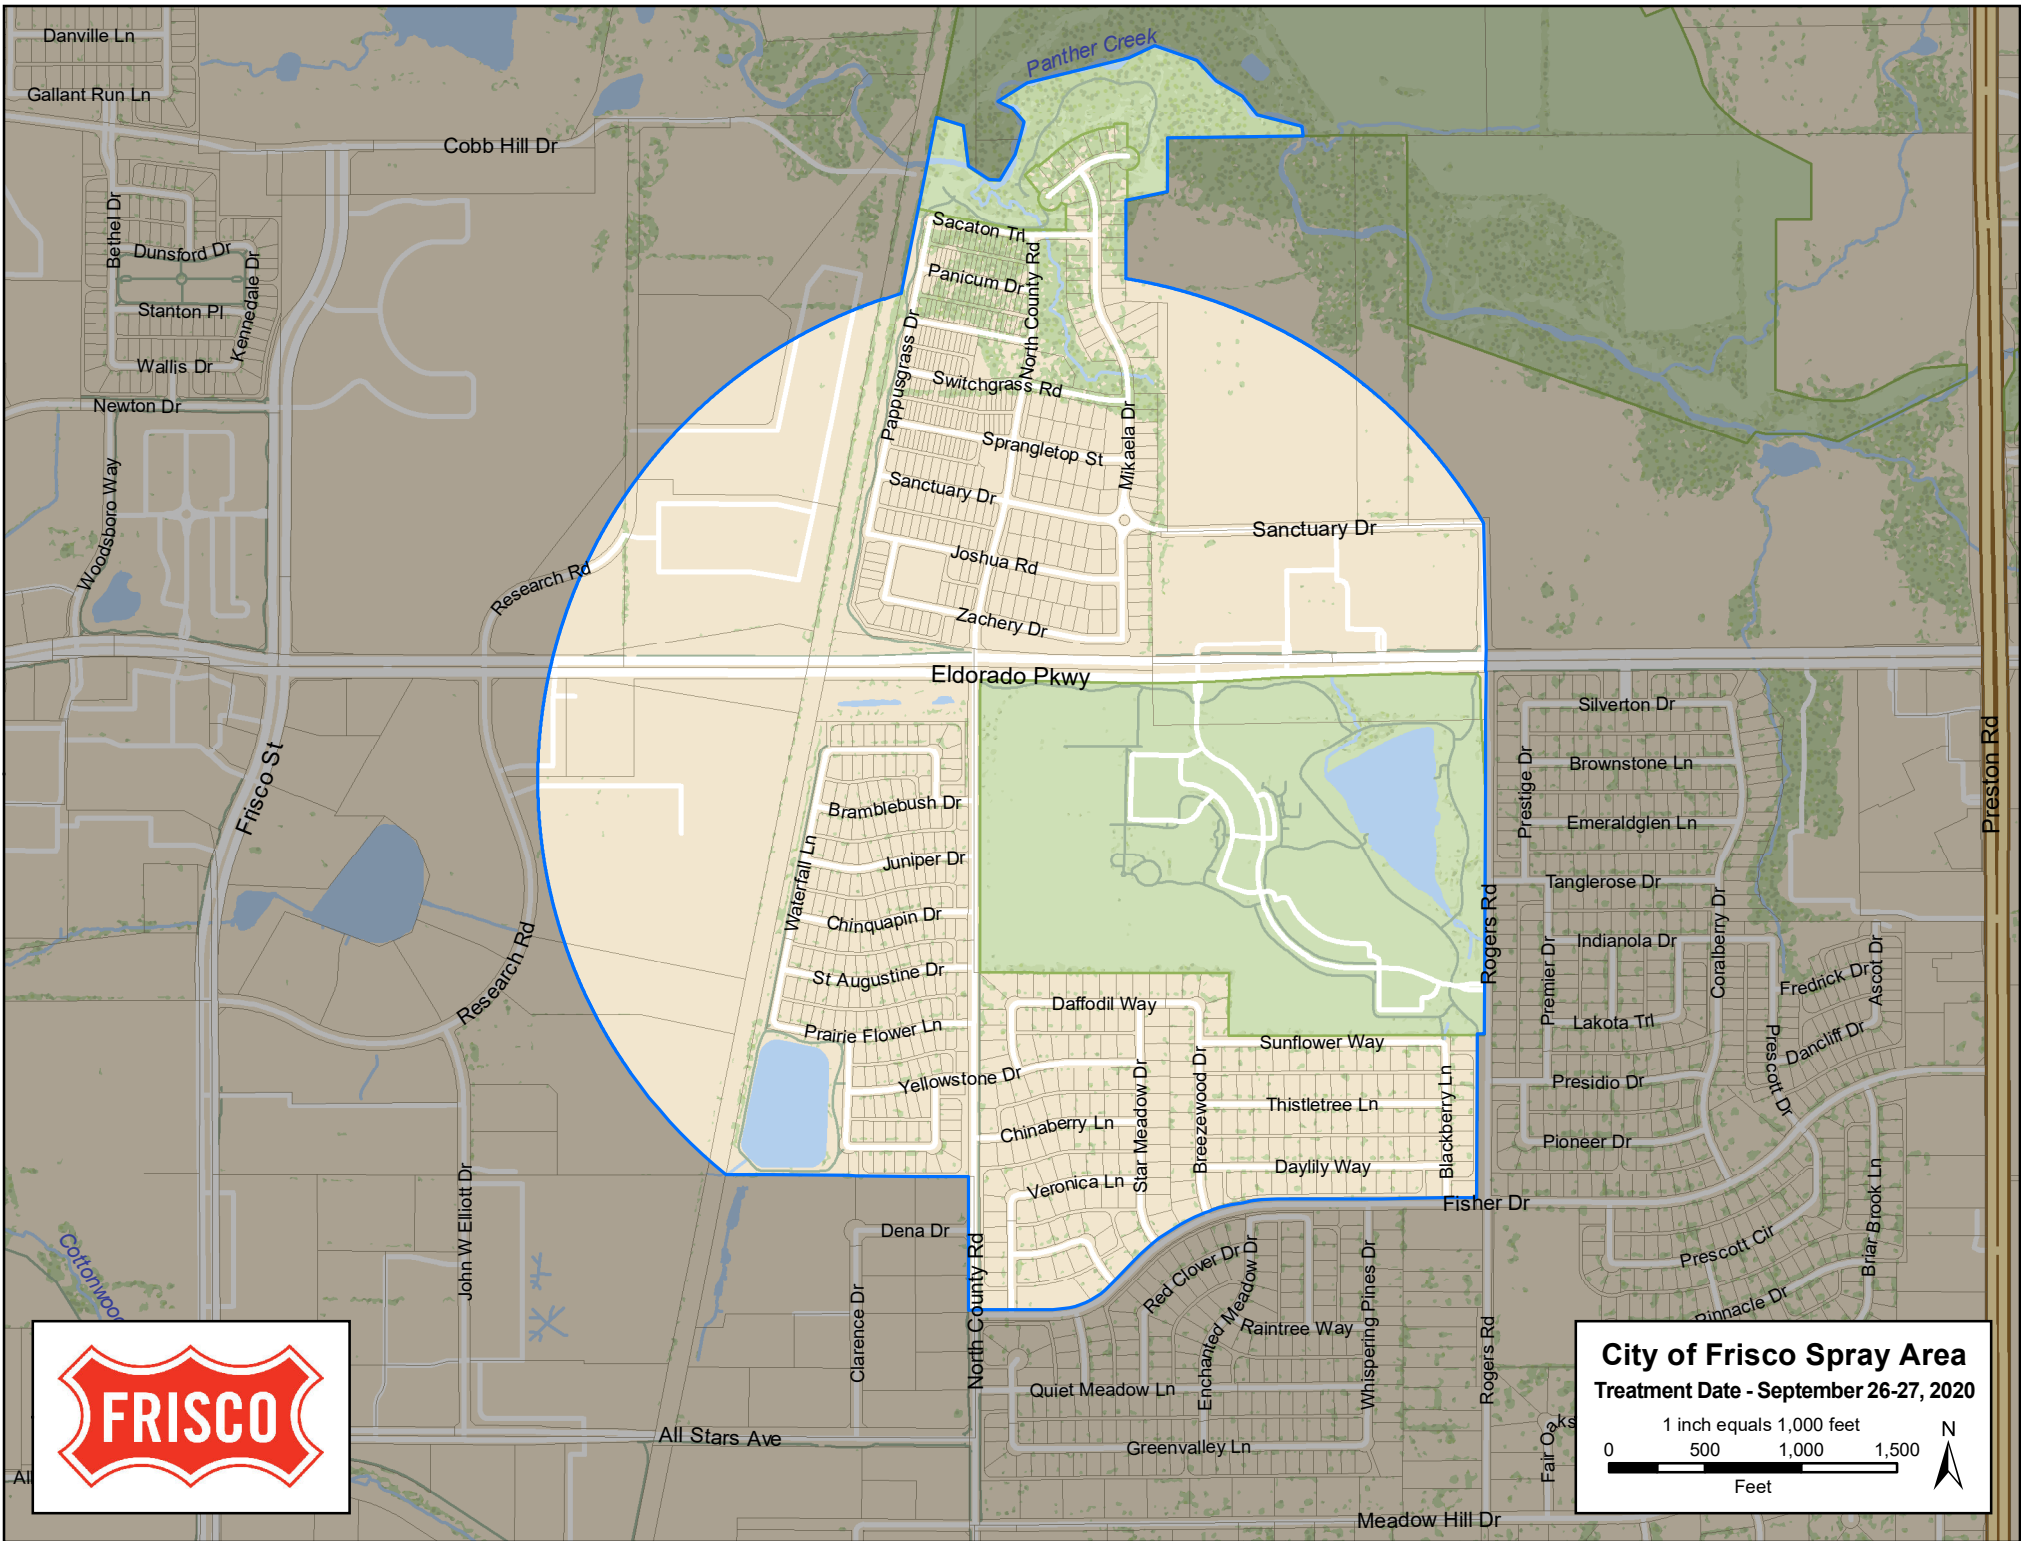 Danville Ln
Gallant Run Ln
Cobb Hill Dr
Panther Creek
Bethel Dr
Dunsford Dr
Kennedale Dr
Stanton Pl
Wallis Dr
Newton Dr
Woodsboro Way
Sacaton Trl
Panicum Dr
North County Rd
Pappusgrass Dr
Switchgrass Rd
Mikaela Dr
Sprangletop St
Sanctuary Dr
Sanctuary Dr
Joshua Rd
Research Rd
Zachery Dr
Eldorado Pkwy
Silverton Dr
Preston Rd
Frisco St
Prestige Dr
Brownstone Ln
Bramblebush Dr
Emeraldglen Ln
Waterfall Ln
Juniper Dr
Tanglerose Dr
Rogers Rd
Coralberry Dr
Chinquapin Dr
Indianola Dr
Premier Dr
Fredrick Dr
Ascot Dr
Research Rd
St Augustine Dr
Daffodil Way
Lakota Trl
Prairie Flower Ln
Sunflower Way
Dancliff Dr
Prescott Dr
Yellowstone Dr
Star Meadow Dr
Breezewood Dr
Blackberry Ln
Presidio Dr
Thistletree Ln
Chinaberry Ln
Pioneer Dr
Daylily Way
Veronica Ln
Fisher Dr
Briar Brook Ln
John W Elliott Dr
Dena Dr
North County Rd
Cottonwoo
Red Clover Dr
Enchanted Meadow Dr
Whispering Pines Dr
Prescott Cir
Pinnacle Dr
Clarence Dr
Raintree Way
Rogers Rd
Quiet Meadow Ln
Greenvalley Ln
All Stars Ave
Fair Oaks
Al
Meadow Hill Dr
FRISCO
City of Frisco Spray Area
Treatment Date - September 26-27, 2020
1 inch equals 1,000 feet
0 500 1,000 1,500
Feet
N